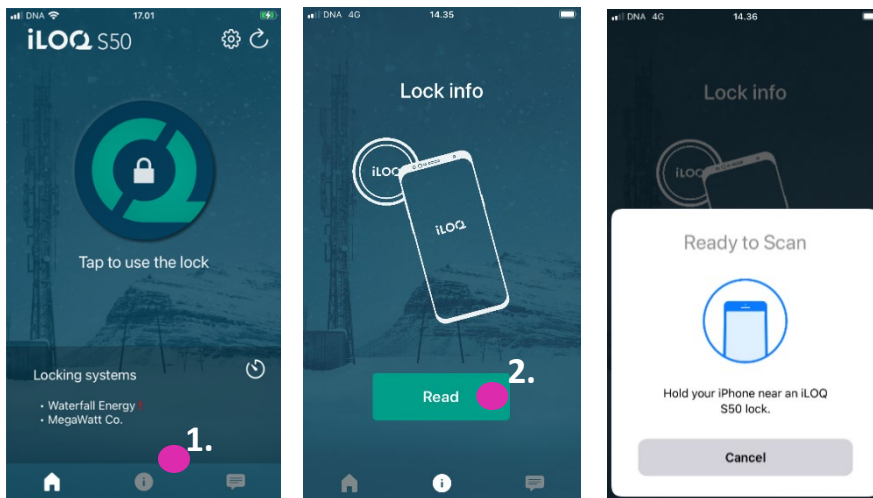 DNA 17.01
iLOQ S50
Tap to use the lock
Locking systems
• Waterfall Energy !
• MegaWatt Co.
1.
DNA 4G 14.35
Lock info
iLOQ
iLOQ
Read
2.
DNA 4G 14.36
Lock info
iLOQ
Ready to Scan
Hold your iPhone near an iLOQ
S50 lock.
Cancel